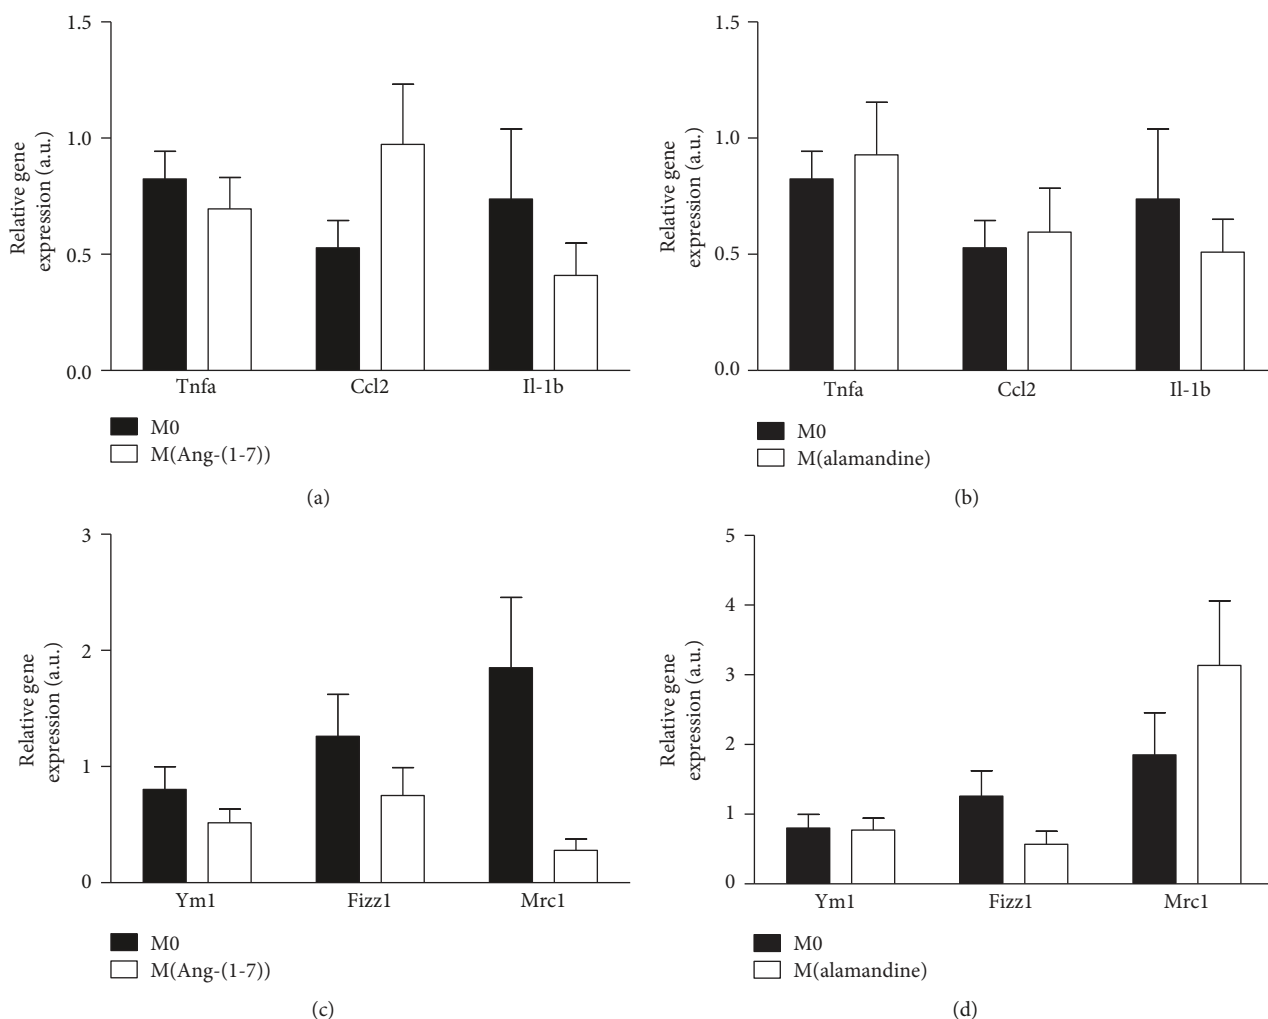 1.5
1.0
0.5
0.0
Relative gene
expression (a.u.)
Tnfa Ccl2 Il-1b
M0
M(Ang-(1-7))
(a)
1.5
1.0
0.5
0.0
Relative gene
expression (a.u.)
Tnfa Ccl2 Il-1b
M0
M(alamandine)
(b)
3
2
1
0
Relative gene
expression (a.u.)
Ym1 Fizz1 Mrc1
M0
M(Ang-(1-7))
(c)
5
4
3
2
1
0
Relative gene
expression (a.u.)
Ym1 Fizz1 Mrc1
M0
M(alamandine)
(d)